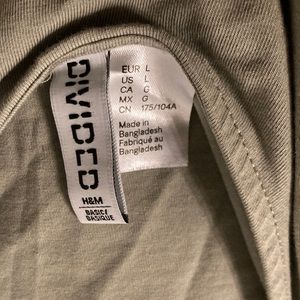 DIVIDED
H&M
BASIC/
BASIQUE
EUR L
US L
CA G
MX G
CN 175/104A
Made in
Bangladesh
Fabriqué au
Bangladesh